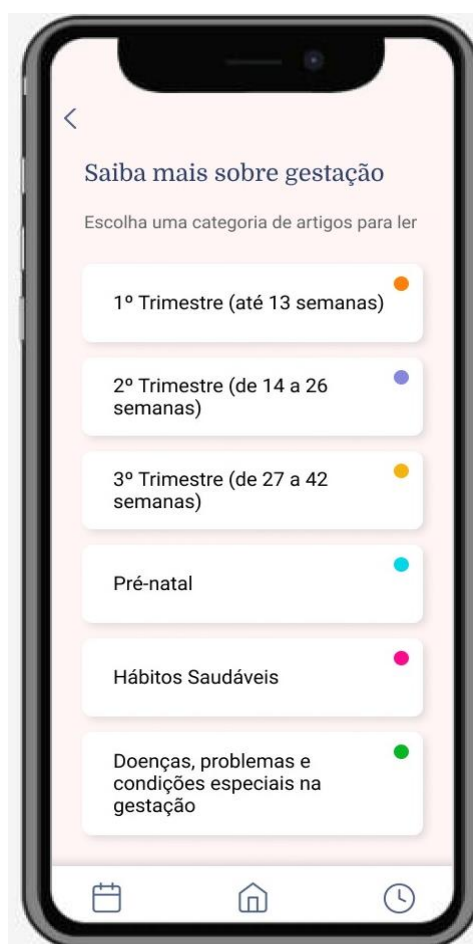 Saiba mais sobre gestação
Escolha uma categoria de artigos para ler
1º Trimestre (até 13 semanas)
2º Trimestre (de 14 a 26
semanas)
3º Trimestre (de 27 a 42
semanas)
Pré-natal
Hábitos Saudáveis
Doenças, problemas e
condições especiais na
gestação